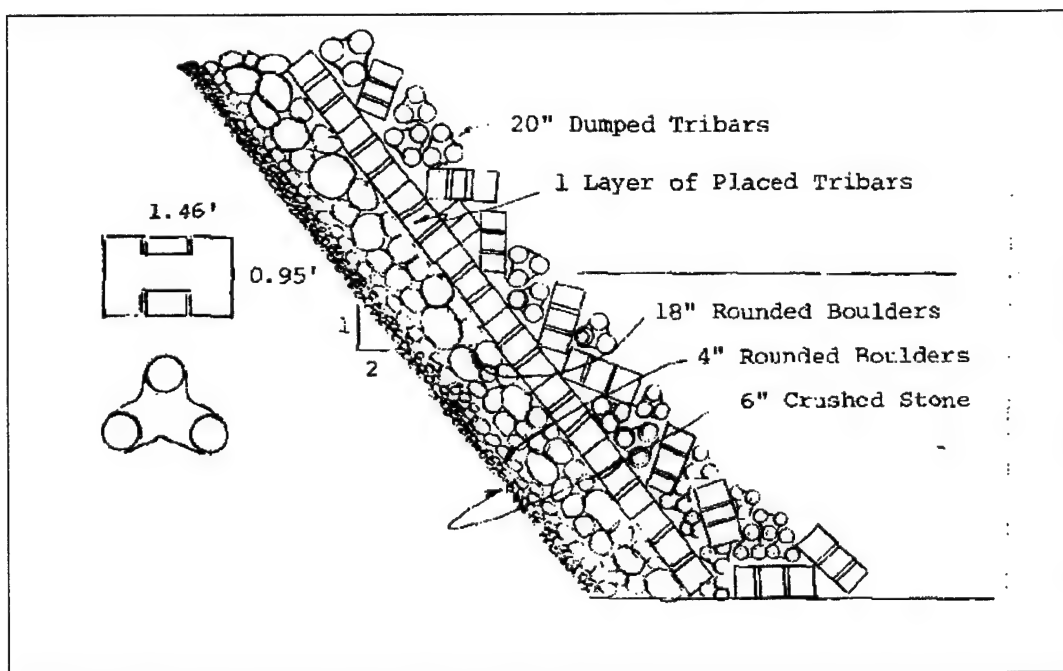 20" Dumped Tribars
1 Layer of Placed Tribars
1.46'
0.95'
18" Rounded Boulders
1
4" Rounded Boulders
2
6" Crushed Stone